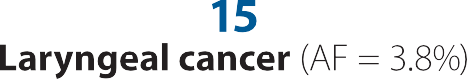 15
Laryngeal cancer (AF = 3.8%)